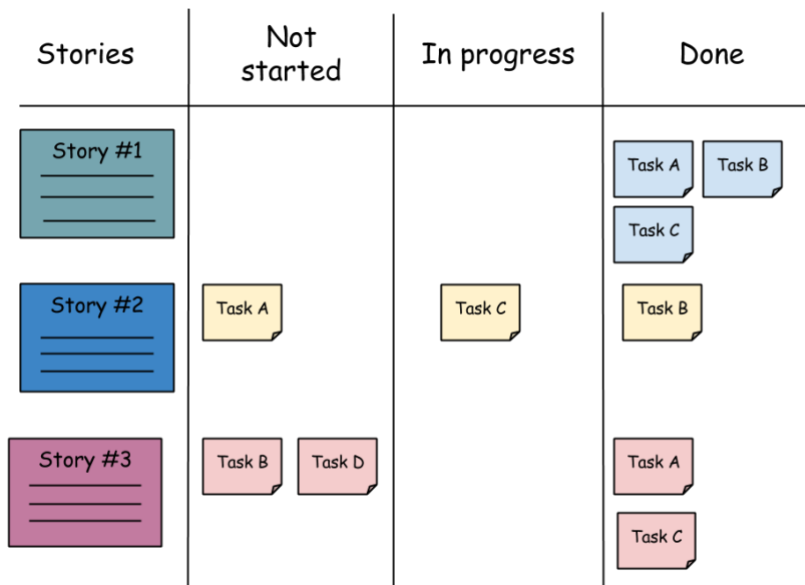 Stories
Not
started
In progress
Done
Story #1
Task A
Task B
Task C
Story #2
Task A
Task C
Task B
Story #3
Task B
Task D
Task A
Task C